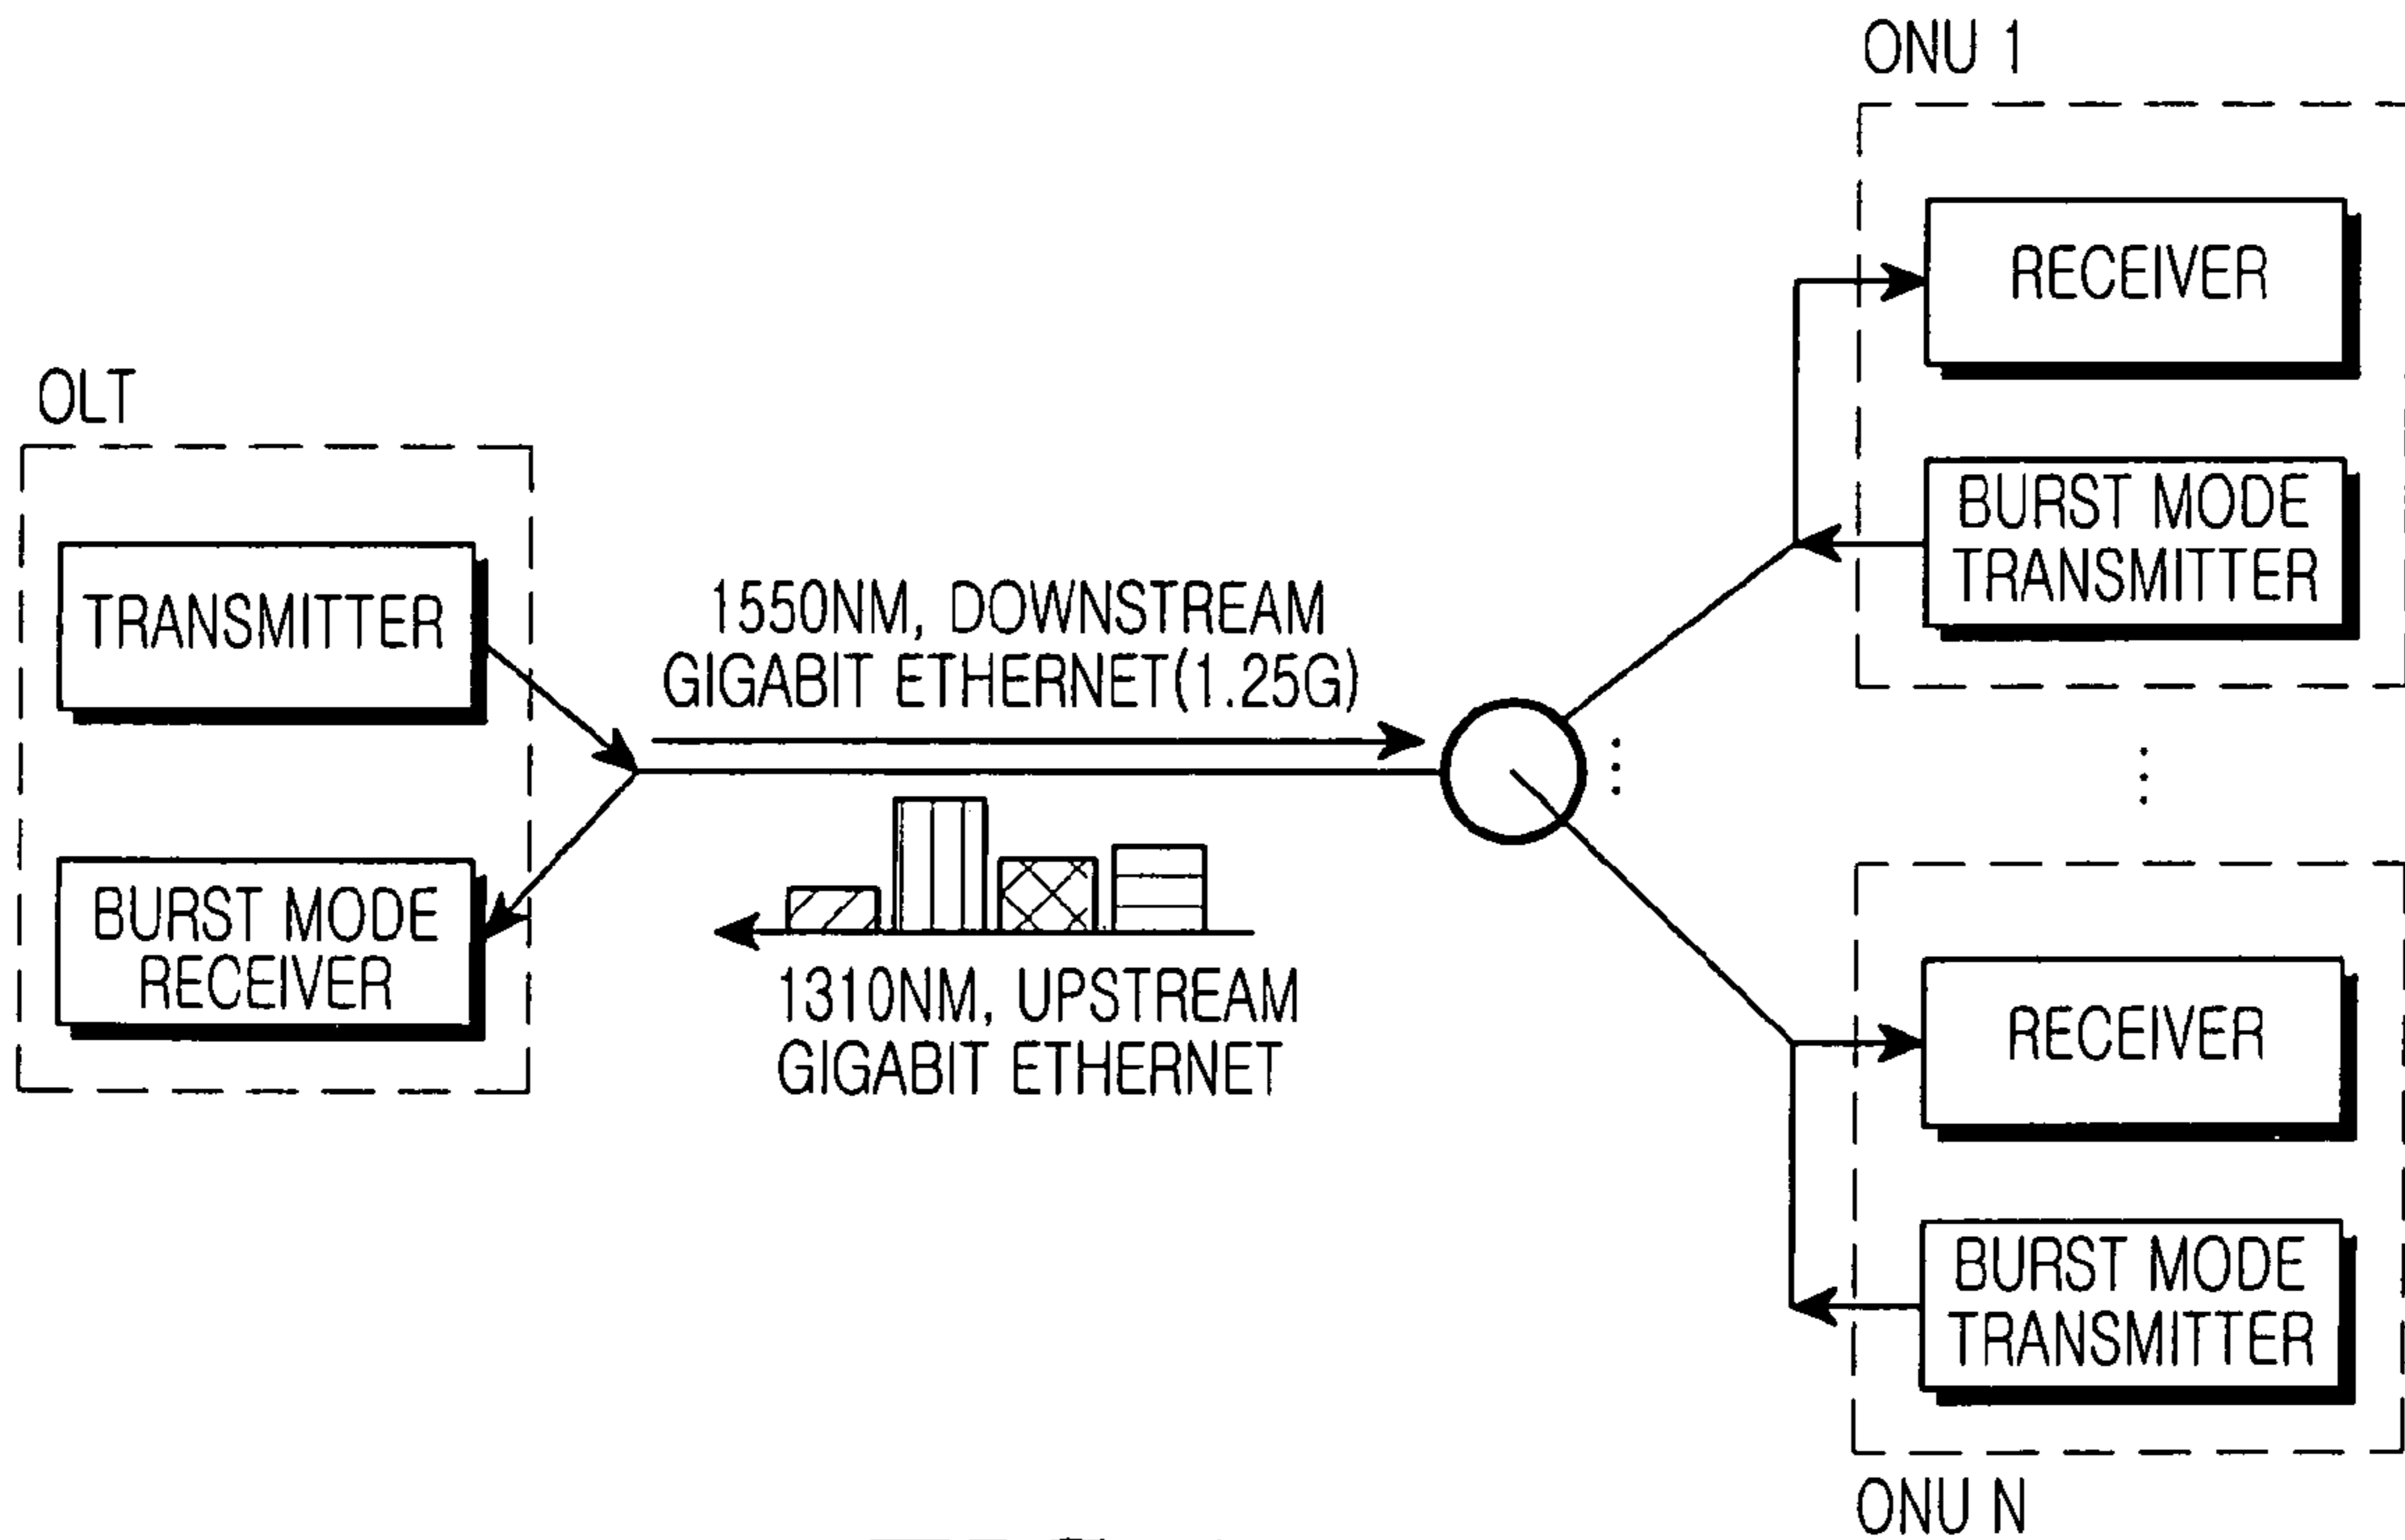 ONU 1
RECEIVER
BURST MODE
TRANSMITTER
OLT
TRANSMITTER
BURST MODE
RECEIVER
1550NM, DOWNSTREAM
GIGABIT ETHERNET(1.25G)
1310NM, UPSTREAM
GIGABIT ETHERNET
RECEIVER
BURST MODE
TRANSMITTER
ONU N